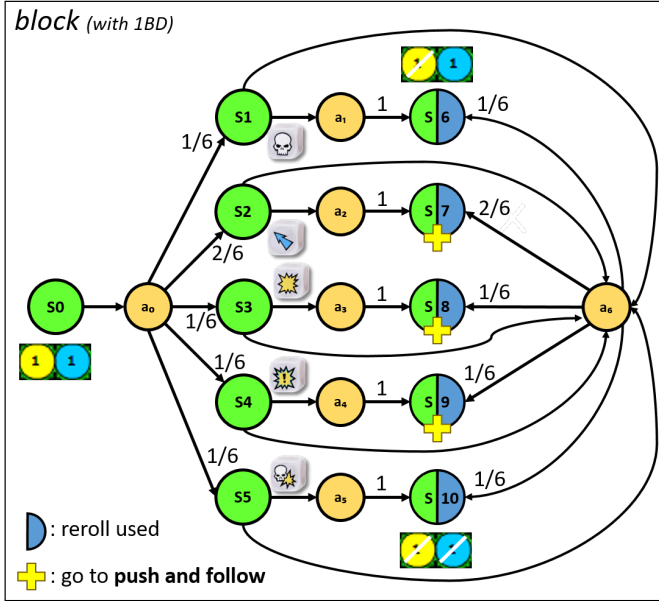 block (with 1BD)
1 1
S1 a₁ 1 S 6 1/6
1/6
S2 a₂ 1 S 7 2/6
2/6
S0 a₀ S3 a₃ 1 S 8 1/6 a₆
1/6
1 1
1/6
! S4 a₄ 1 S 9 1/6
1/6
S5 a₅ 1 S 10 1/6
: reroll used
1 1
: go to push and follow